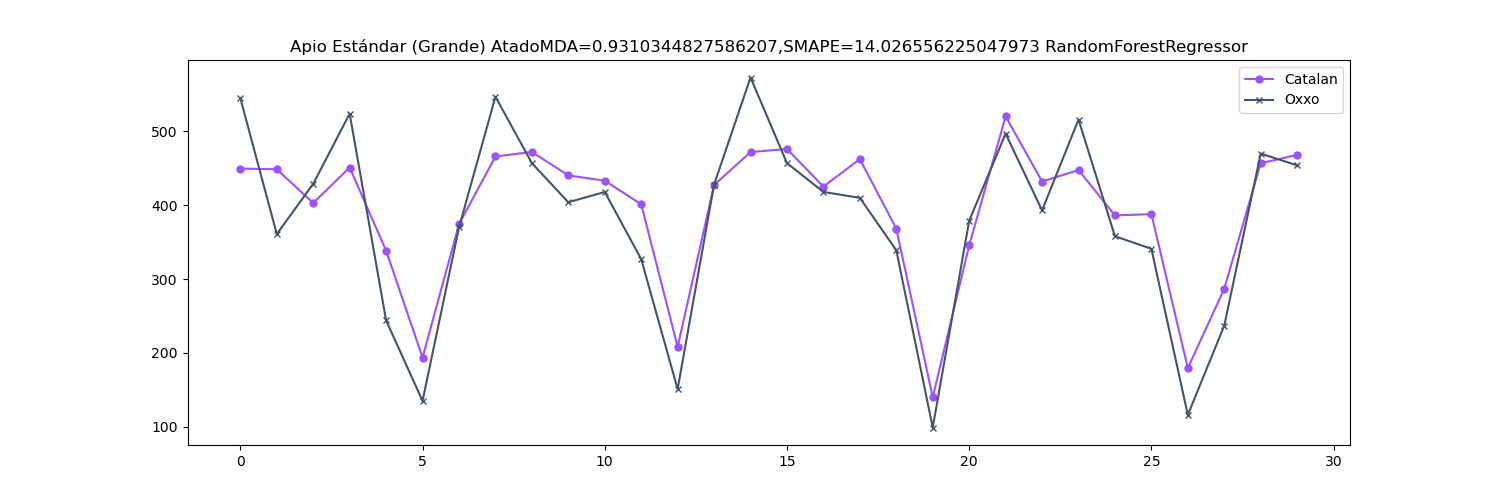 Apio Estándar (Grande) AtadoMDA=0.9310344827586207,SMAPE=14.026556225047973 RandomForestRegressor
Catalan
Oxxo
500
400
300
200
100
0 5 10 15 20 25 30